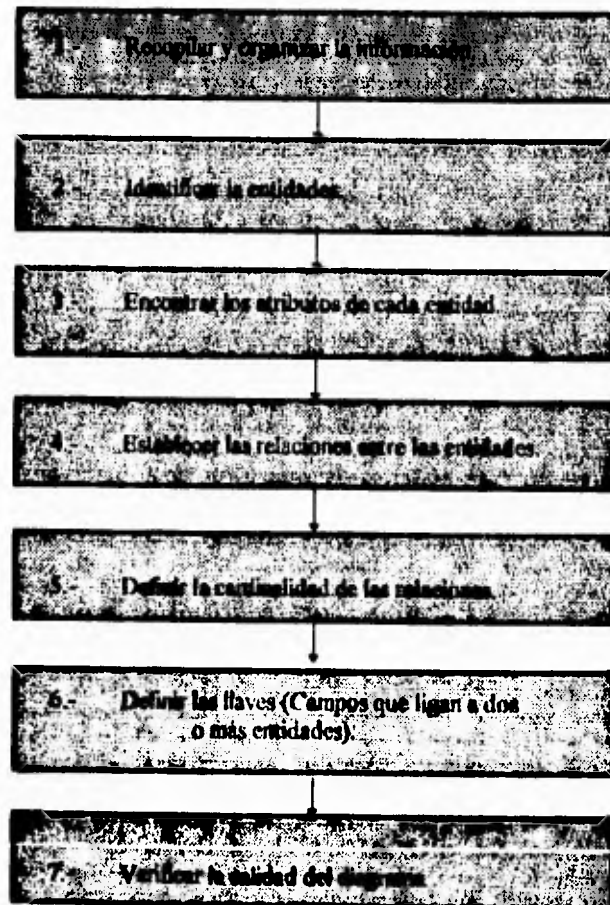 1.- Recopilar y organizar la información.
2.- Identificar la entidades.
3.- Encontrar los atributos de cada entidad.
4.- Establecer las relaciones entre las entidades.
5.- Definir la cardinalidad de las relaciones.
6.- Definir las llaves (Campos que ligan a dos
o más entidades).
7.- Verificar la calidad del diagrama.